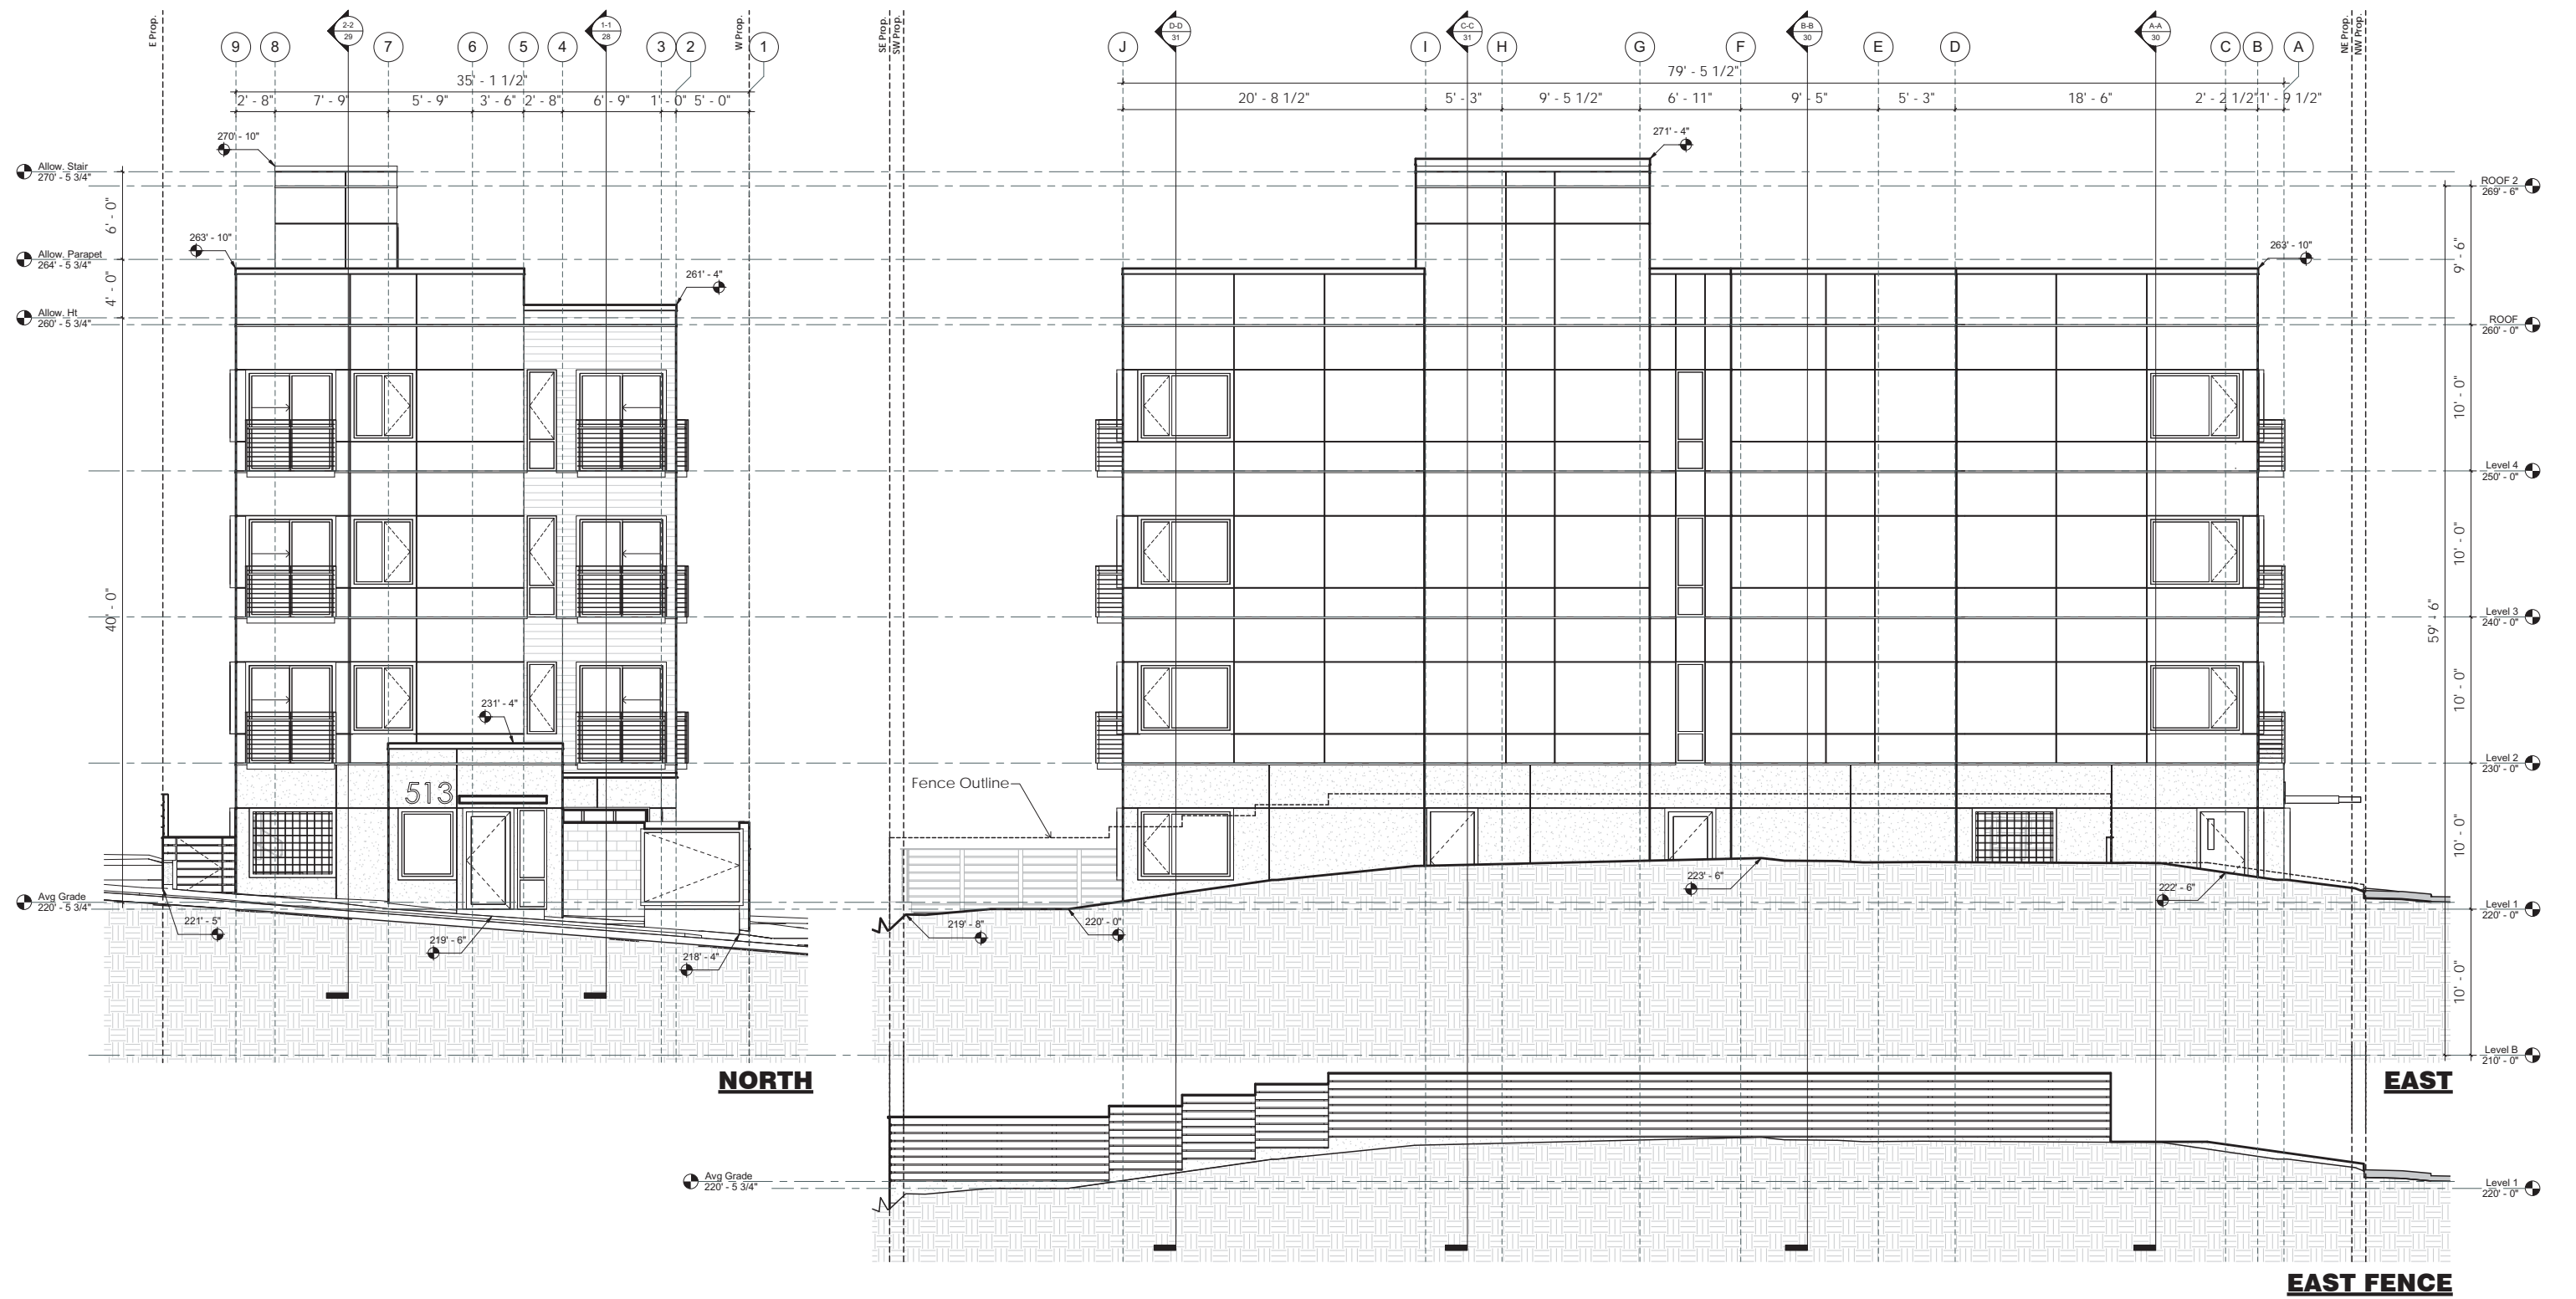 E Prop.
9
8
2-2
29
7
6
5
4
1-1
28
3
2
W Prop.
1
35' - 1 1/2"
2' - 8"
7' - 9"
5' - 9"
3' - 6"
2' - 8"
6' - 9"
1' - 0"
5' - 0"
270' - 10"
Allow. Stair
270' - 5 3/4"
6' - 0"
263' - 10"
Allow. Parapet
264' - 5 3/4"
4' - 0"
261' - 4"
Allow. Ht
260' - 5 3/4"
40' - 0"
231' - 4"
513
Avg Grade
220' - 5 3/4"
221' - 5"
219' - 6"
218' - 4"
NORTH
SE Prop.
SW Prop.
J
D-D
31
I
C-C
31
H
G
F
B-B
30
E
D
A-A
30
C
B
A
NE Prop.
NW Prop.
79' - 5 1/2"
20' - 8 1/2"
5' - 3"
9' - 5 1/2"
6' - 11"
9' - 5"
5' - 3"
18' - 6"
2' - 2 1/2"
1' - 9 1/2"
271' - 4"
ROOF 2
269' - 6"
9' - 6"
263' - 10"
ROOF
260' - 0"
10' - 0"
Level 4
250' - 0"
10' - 0"
Level 3
240' - 0"
59' - 6"
10' - 0"
Level 2
230' - 0"
Fence Outline
10' - 0"
223' - 6"
222' - 6"
219' - 8"
220' - 0"
Level 1
220' - 0"
10' - 0"
Level B
210' - 0"
EAST
Avg Grade
220' - 5 3/4"
Level 1
220' - 0"
EAST FENCE